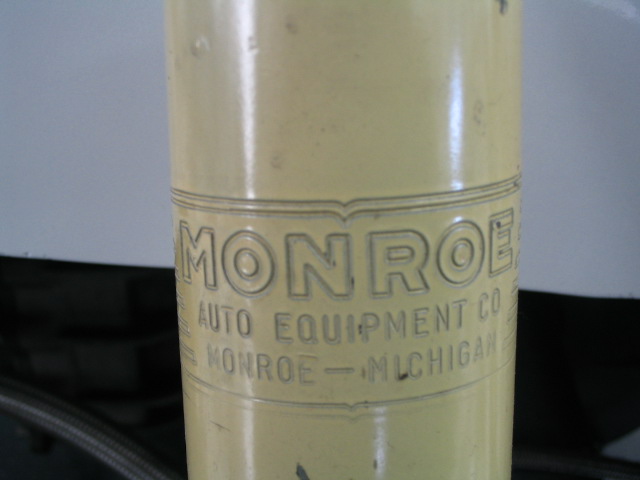 MONROE
AUTO EQUIPMENT CO
MONROE — MICHIGAN